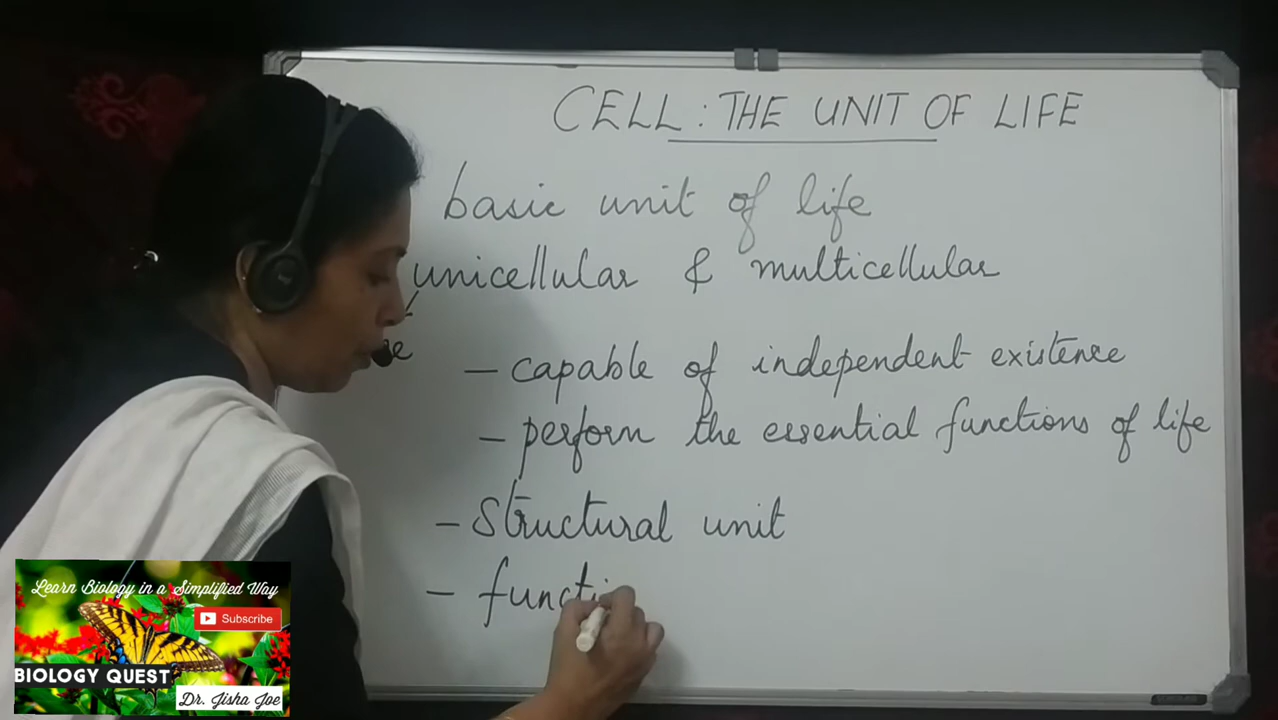 CELL : THE UNIT OF LIFE
basic unit of life
unicellular & multicellular
– capable of independent existence
– perform the essential functions of life
– Structural unit
– functi
Learn Biology in a Simplified Way
Subscribe
BIOLOGY QUEST
Dr. Jisha Joe